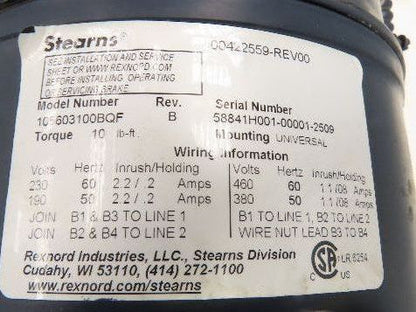 Stearns®
00422559-REV00
SEE INSTALLATION AND SERVICE
SHEET OR WWW.REXNORD.COM
BEFORE INSTALLING, OPERATING
OR SERVICING BRAKE.
Model Number Rev. Serial Number
105603100BQF B 58841H001-00001-2509
Torque 10 lb-ft. Mounting UNIVERSAL
Wiring Information
Volts Hertz Inrush/Holding Volts Hertz Inrush/Holding
230 60 2.2 / .2 Amps 460 60 1.1 /08 Amps
190 50 2.2 / .2 Amps 380 50 1.1 /08 Amps
JOIN B1 & B3 TO LINE 1 B1 TO LINE 1, B2 TO LINE 2
JOIN B2 & B4 TO LINE 2 WIRE NUT LEAD B3 TO B4
Rexnord Industries, LLC., Stearns Division
Cudahy, WI 53110, (414) 272-1100
www.rexnord.com/stearns
SA LR 6254
C US